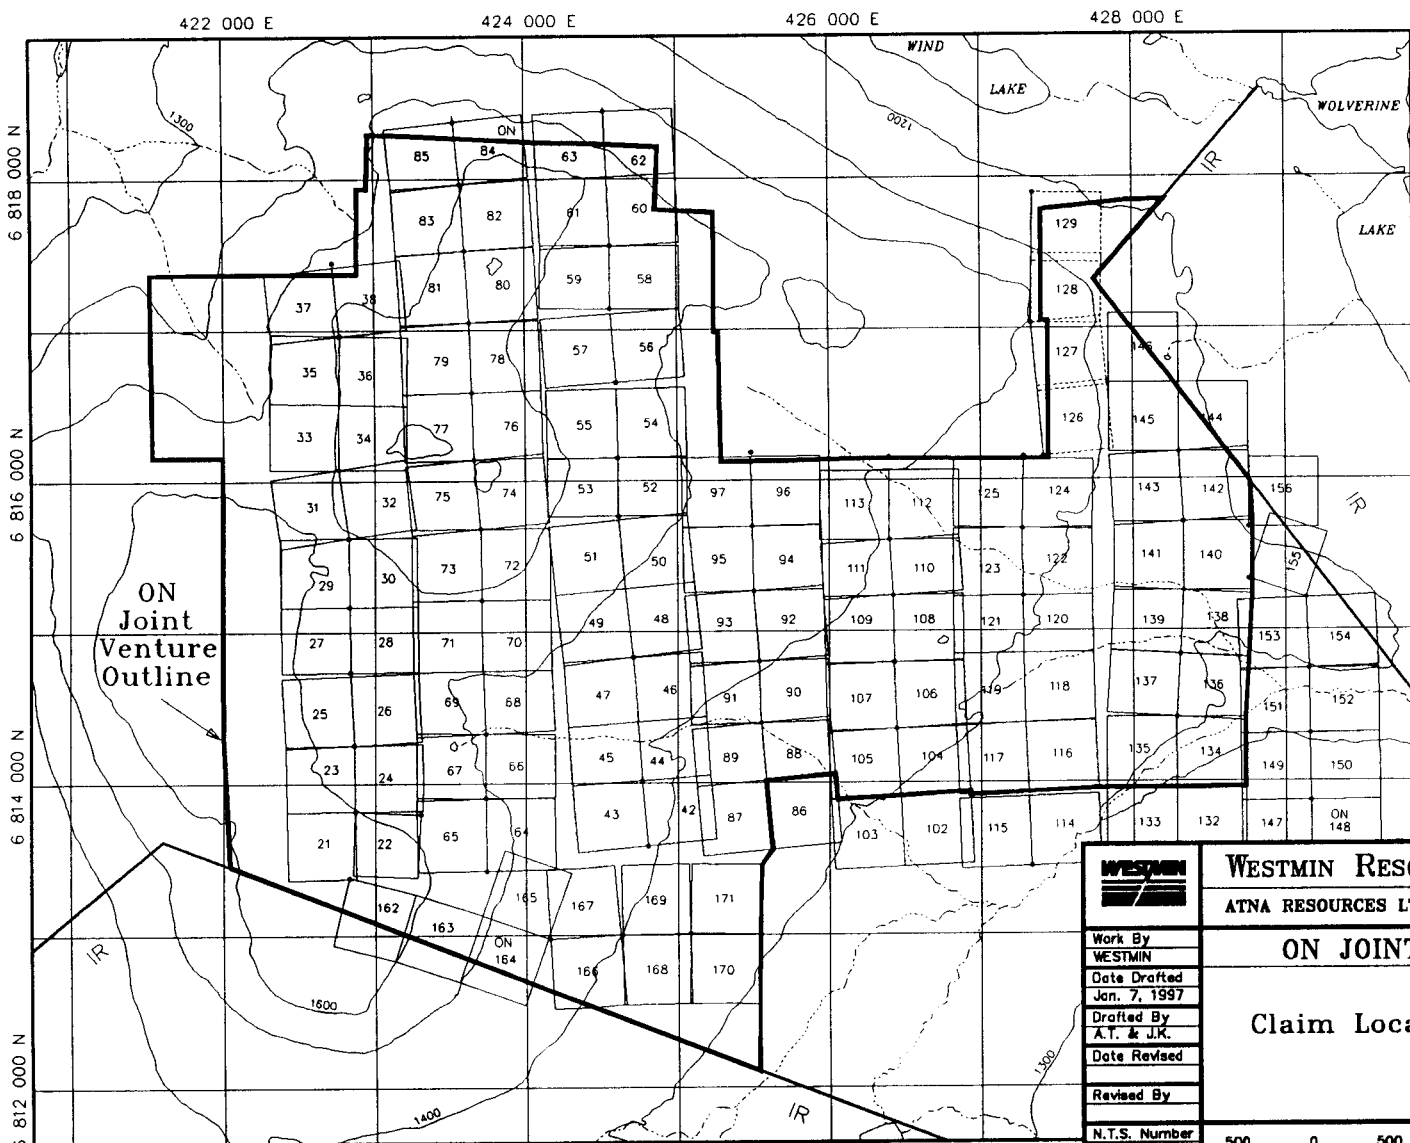 422 000 E 424 000 E 426 000 E 428 000 E
WIND
LAKE
WOLVERINE
LAKE
1300
1200
IR
6 818 000 N
6 816 000 N
6 814 000 N
6 812 000 N
ON
85 84 63 62
83 82 61 60
129
81 80 59 58
128
37 38
79 78 57 56
127 146
35 36
77 76 55 54
126 145 144
33 34
75 74 53 52 97 96 113 112 125 124 143 142 156
31 32
IR
73 72 51 50 95 94 111 110 123 122 141 140 155
29 30
71 70 49 48 93 92 109 108 121 120 139 138 153 154
27 28
69 68 47 46 91 90 107 106 119 118 137 136 151 152
25 26
67 66 45 44 89 88 105 104 117 116 135 134 149 150
23 24
65 64 43 42 87 86 103 102 115 114 133 132 147 ON 148
21 22
ON
Joint
Venture
Outline
162 163 165 167 169 171
ON
164 166 168 170
IR
1600
1400
IR
1300
WESTMIN
WESTMIN RESO
ATNA RESOURCES LT
Work By
WESTMIN
ON JOINT
Date Drafted
Jan. 7, 1997
Drafted By
A.T. & J.K.
Claim Loca
Date Revised
Revised By
N.T.S. Number
500 0 500